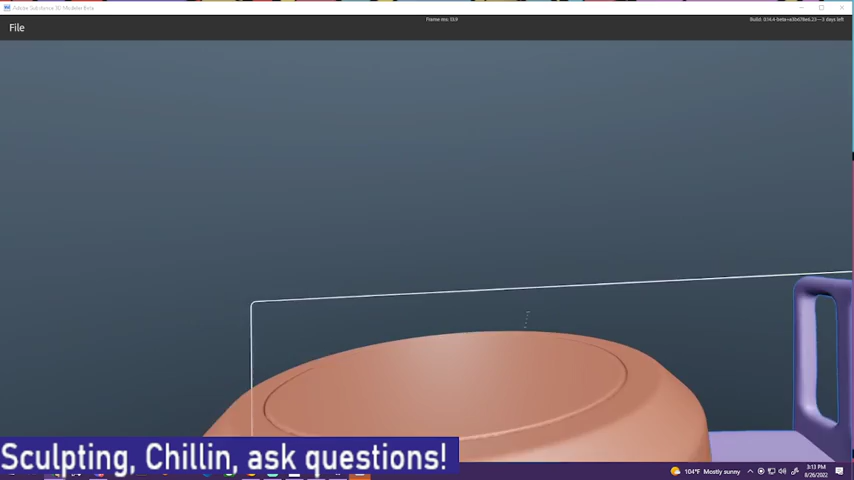 Adobe Substance 3D Modeler Beta
File
Sculpting, Chillin, ask questions!
104°F Mostly sunny
3:13 PM
8/26/2022